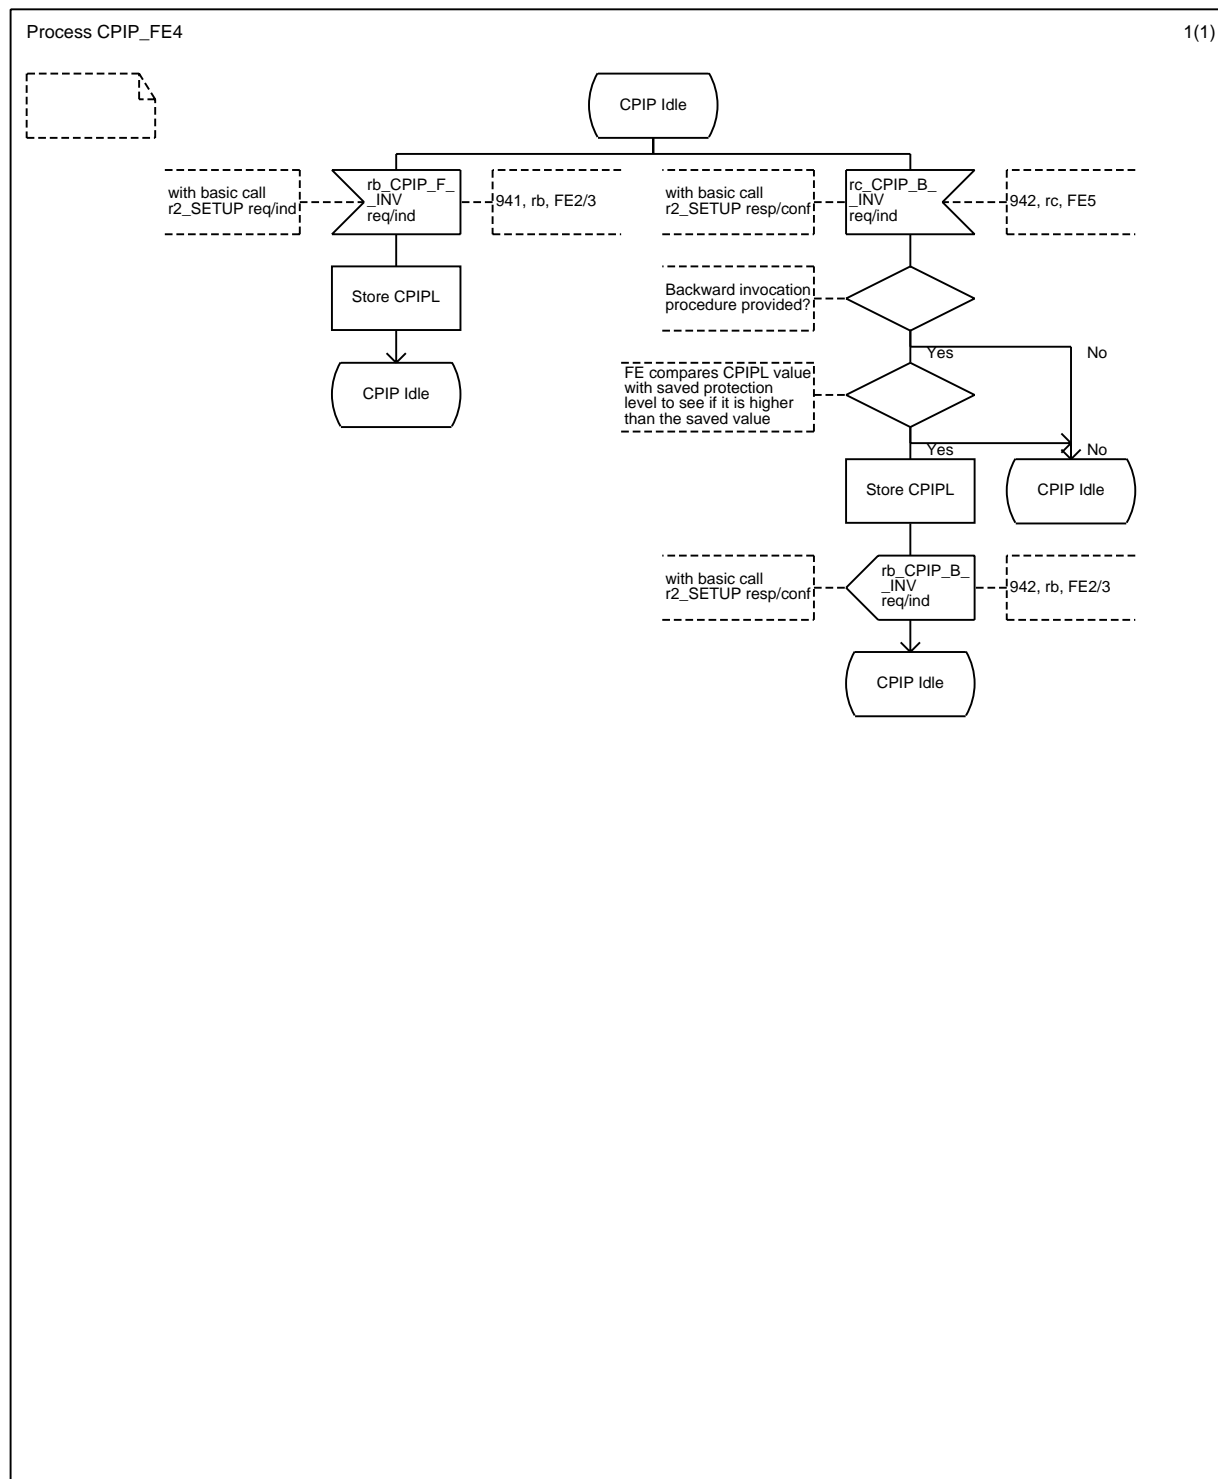 Process CPIP_FE4
1(1)
CPIP Idle
with basic call
r2_SETUP req/ind
rb_CPIP_F_
_INV
req/ind
941, rb, FE2/3
with basic call
r2_SETUP resp/conf
rc_CPIP_B_
_INV
req/ind
942, rc, FE5
Store CPIPL
Backward invocation
procedure provided?
Yes
No
CPIP Idle
FE compares CPIPL value
with saved protection
level to see if it is higher
than the saved value
Yes
No
Store CPIPL
CPIP Idle
with basic call
r2_SETUP resp/conf
rb_CPIP_B_
_INV
req/ind
942, rb, FE2/3
CPIP Idle